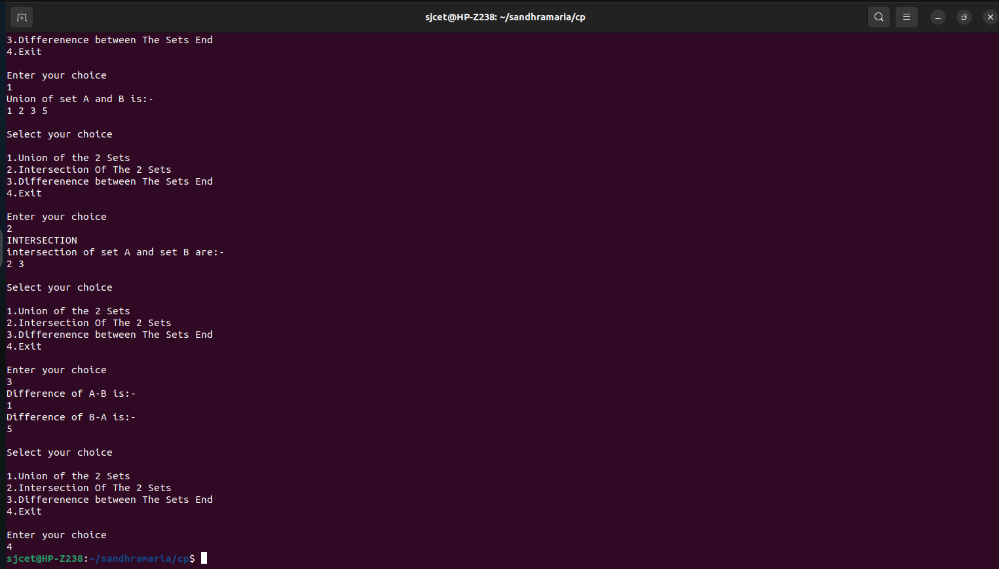 sjcet@HP-Z238: ~/sandhramaria/cp
3.Differenence between The Sets End
4.Exit
Enter your choice
1
Union of set A and B is:-
1 2 3 5
Select your choice
1.Union of the 2 Sets
2.Intersection Of The 2 Sets
3.Differenence between The Sets End
4.Exit
Enter your choice
2
INTERSECTION
intersection of set A and set B are:-
2 3
Select your choice
1.Union of the 2 Sets
2.Intersection Of The 2 Sets
3.Differenence between The Sets End
4.Exit
Enter your choice
3
Difference of A-B is:-
1
Difference of B-A is:-
5
Select your choice
1.Union of the 2 Sets
2.Intersection Of The 2 Sets
3.Differenence between The Sets End
4.Exit
Enter your choice
4
sjcet@HP-Z238:~/sandhramaria/cp$